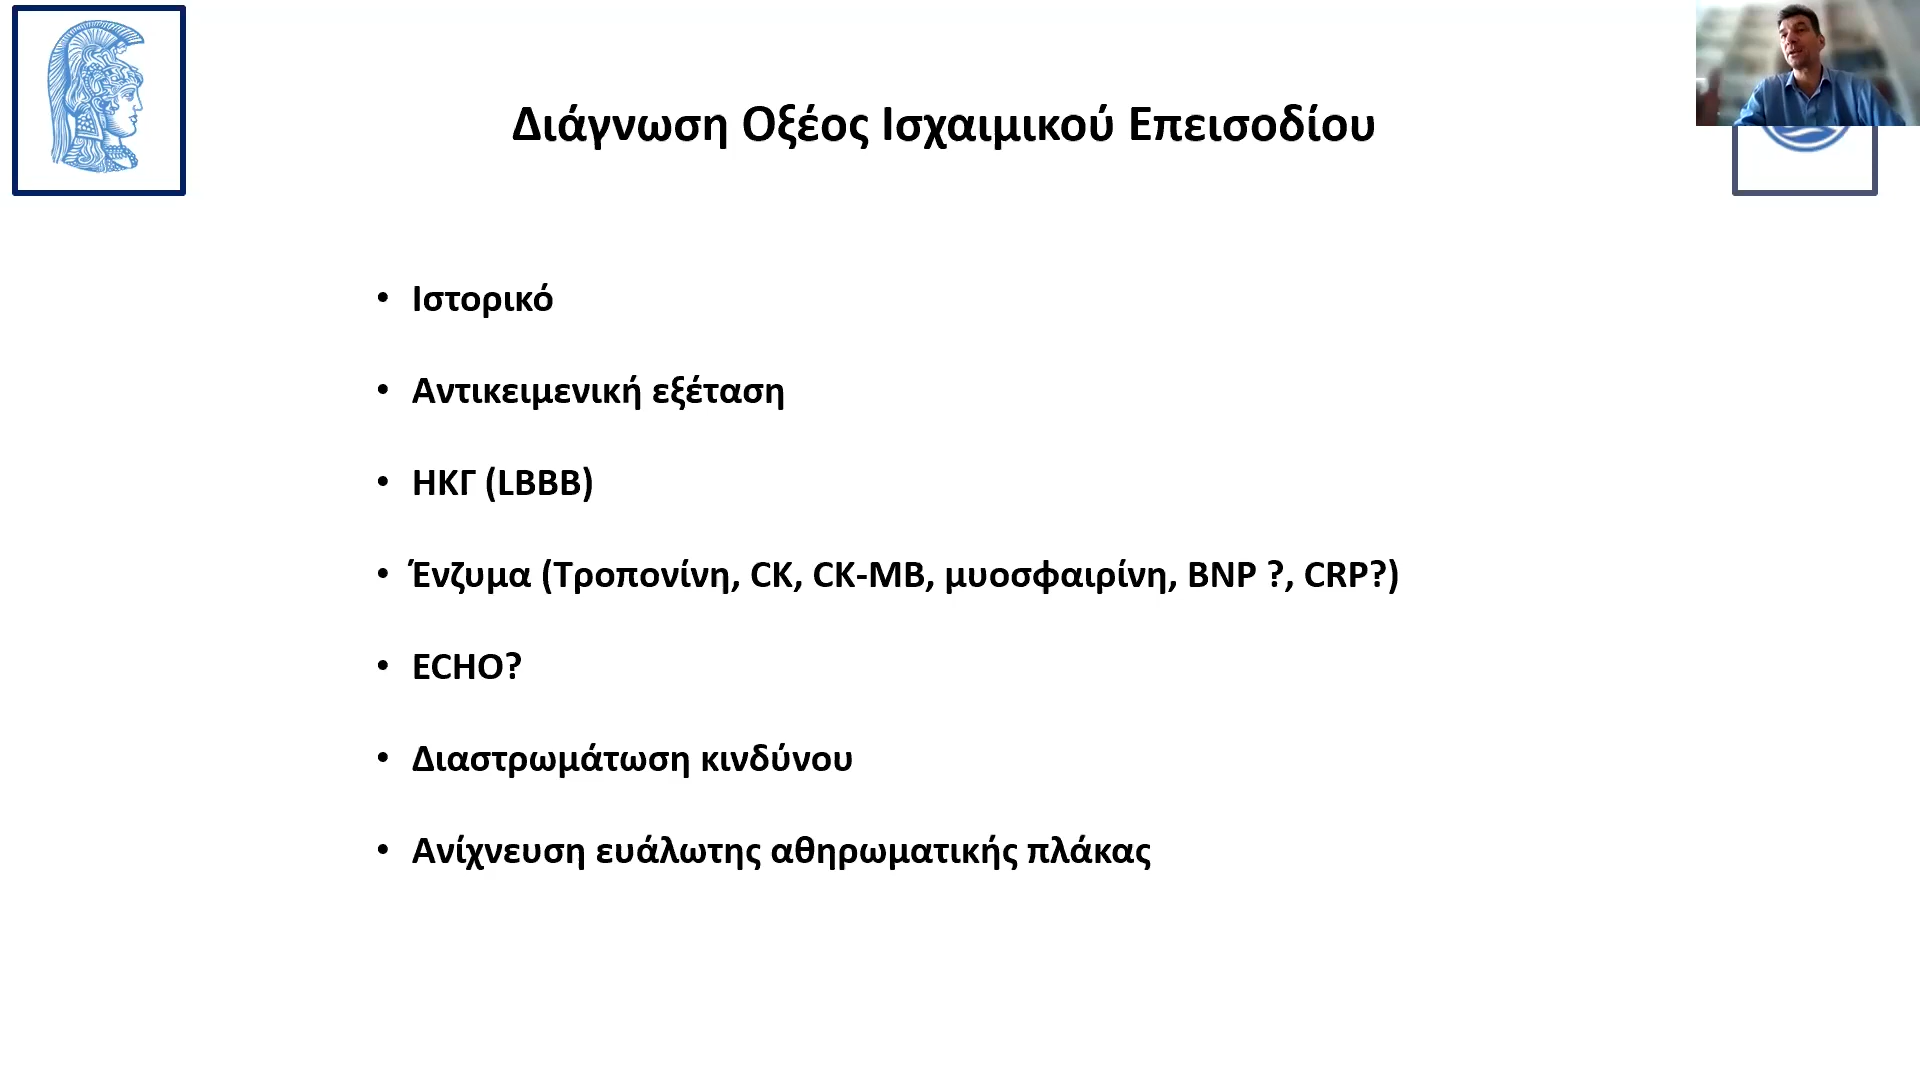 Διάγνωση Οξέος Ισχαιμικού Επεισοδίου
• Ιστορικό
• Αντικειμενική εξέταση
• ΗΚΓ (LBBB)
• Ένζυμα (Τροπονίνη, CK, CK-MB, μυοσφαιρίνη, BNP ?, CRP?)
• ECHO?
• Διαστρωμάτωση κινδύνου
• Ανίχνευση ευάλωτης αθηρωματικής πλάκας